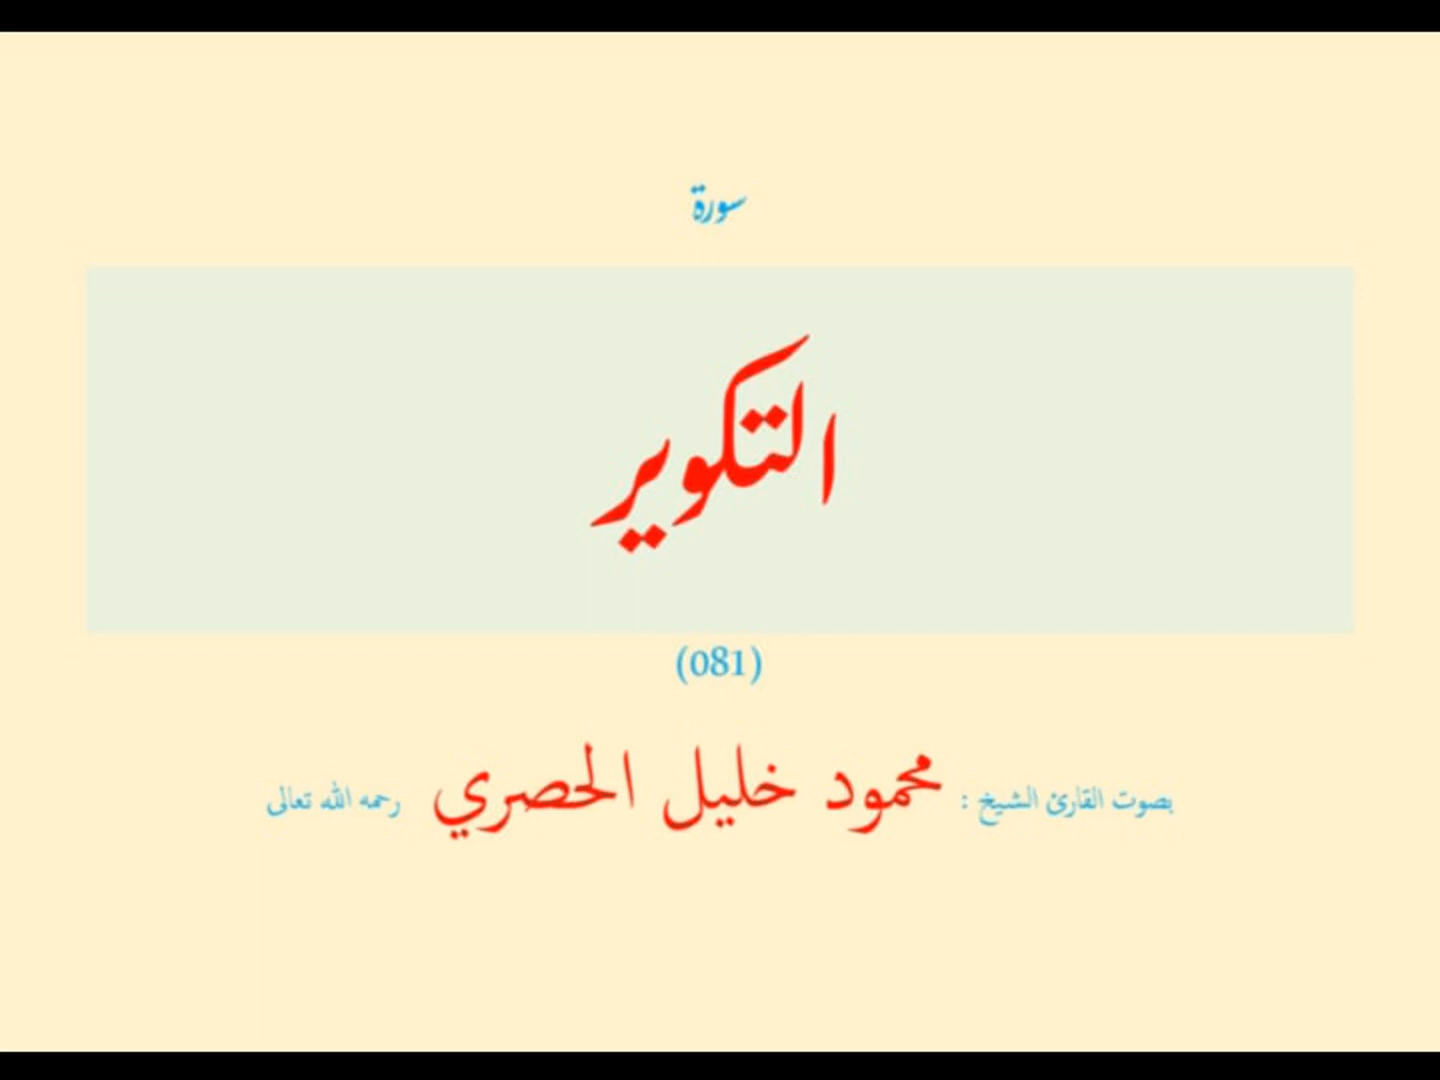 سورة
التكوير
(081)
بصوت القارئ الشيخ : محمود خليل الحصري رحمه الله تعالى